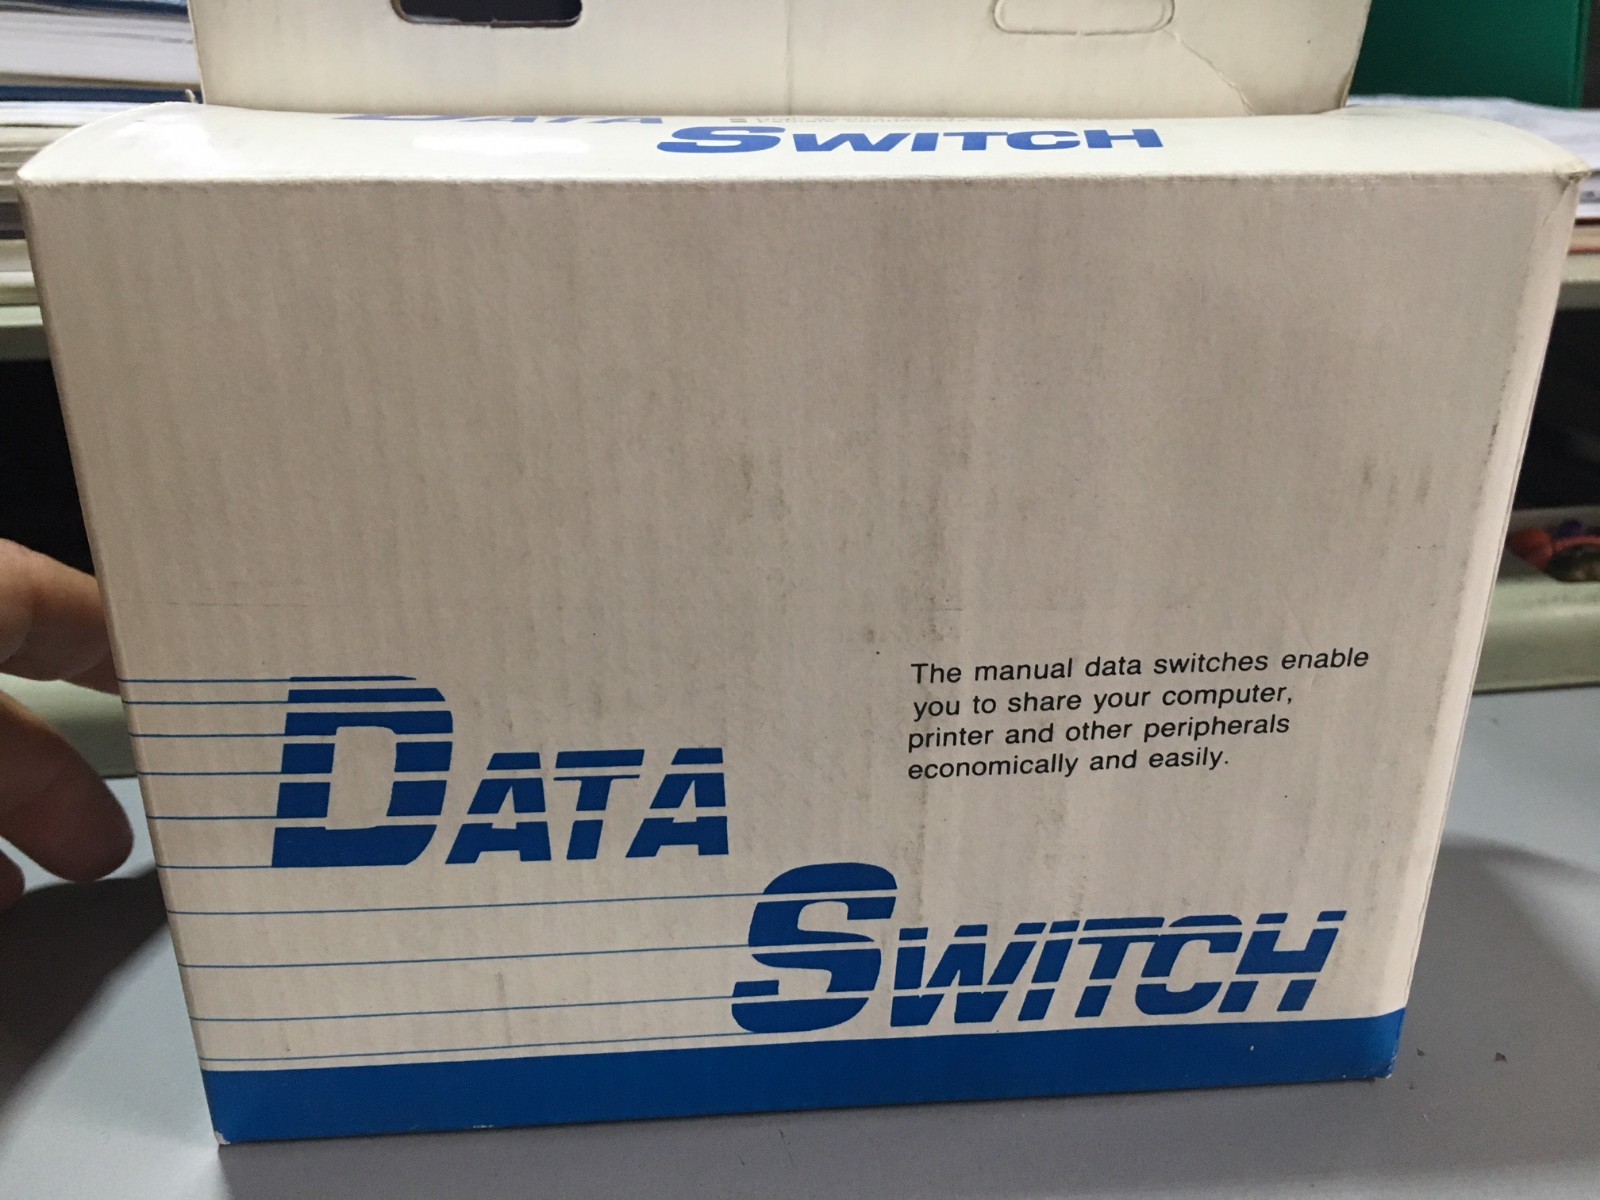 DATA
SWITCH
The manual data switches enable
you to share your computer,
printer and other peripherals
economically and easily.
DATA
SWITCH